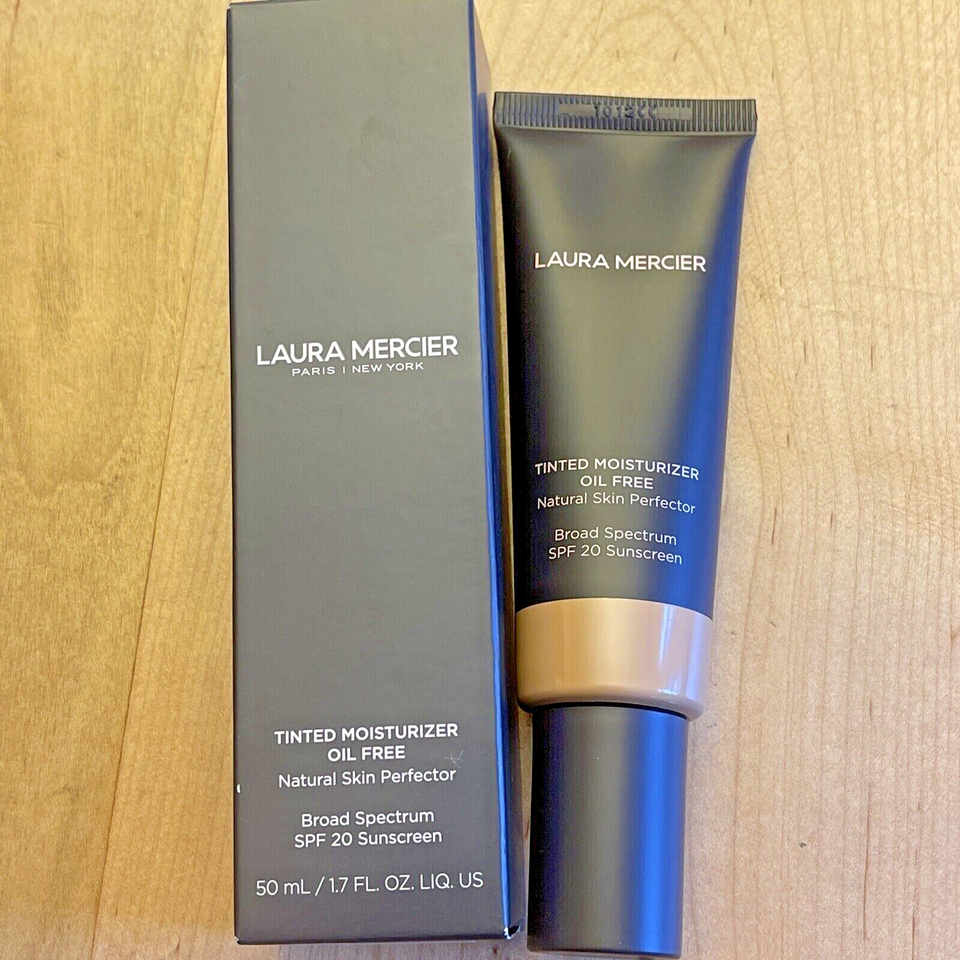 LAURA MERCIER
PARIS | NEW YORK
TINTED MOISTURIZER
OIL FREE
Natural Skin Perfector
Broad Spectrum
SPF 20 Sunscreen
50 mL / 1.7 FL. OZ. LIQ. US
LAURA MERCIER
TINTED MOISTURIZER
OIL FREE
Natural Skin Perfector
Broad Spectrum
SPF 20 Sunscreen